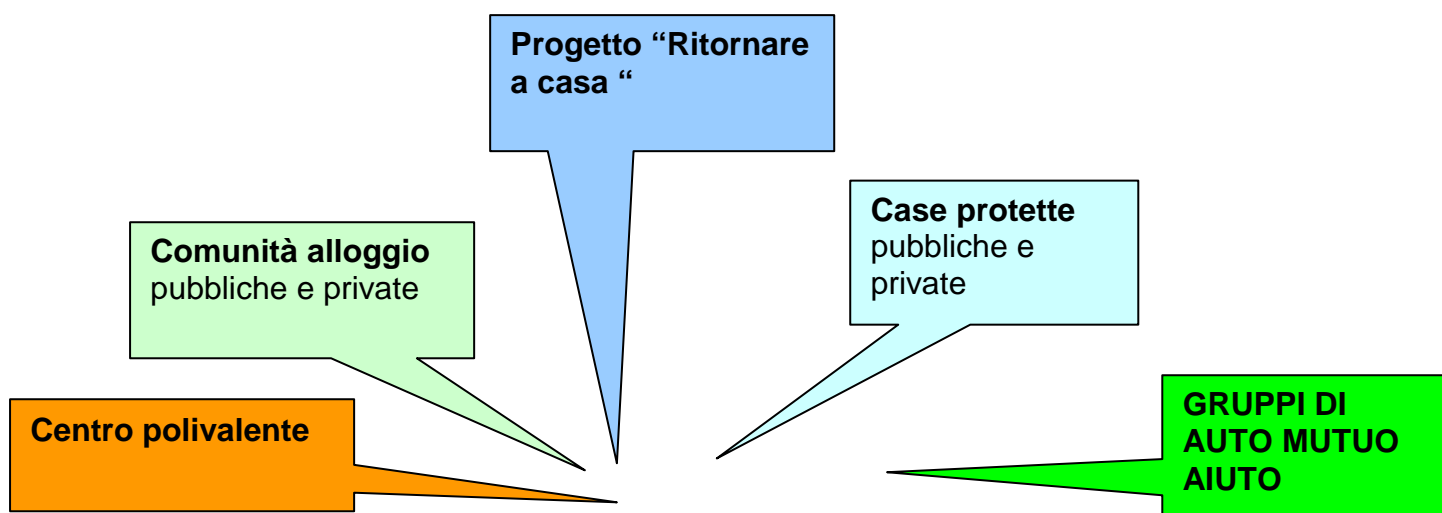 Progetto “Ritornare
a casa “
Case protette
pubbliche e
private
Comunità alloggio
pubbliche e private
Centro polivalente
GRUPPI DI
AUTO MUTUO
AIUTO